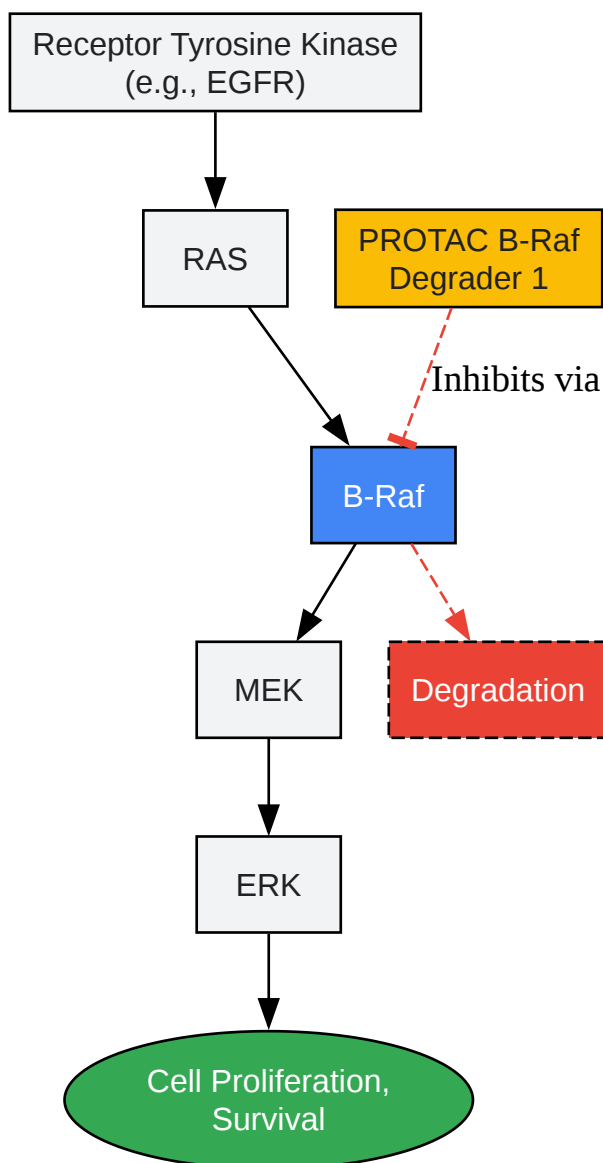 Receptor Tyrosine Kinase
(e.g., EGFR)
RAS
PROTAC B-Raf
Degrader 1
Inhibits via
B-Raf
MEK
Degradation
ERK
Cell Proliferation,
Survival